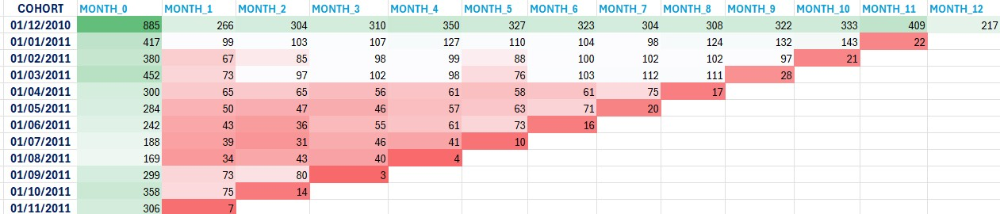 COHORT MONTH_0 MONTH_1 MONTH_2 MONTH_3 MONTH_4 MONTH_5 MONTH_6 MONTH_7 MONTH_8 MONTH_9 MONTH_10 MONTH_11 MONTH_12
01/12/2010 885 266 304 310 350 327 323 304 308 322 333 409 217
01/01/2011 417 99 103 107 127 110 104 98 124 132 143 22
01/02/2011 380 67 85 98 99 88 100 102 102 97 21
01/03/2011 452 73 97 102 98 76 103 112 111 28
01/04/2011 300 65 65 56 61 58 61 75 17
01/05/2011 284 50 47 46 57 63 71 20
01/06/2011 242 43 36 55 61 73 16
01/07/2011 188 39 31 46 41 10
01/08/2011 169 34 43 40 4
01/09/2011 299 73 80 3
01/10/2011 358 75 14
01/11/2011 306 7